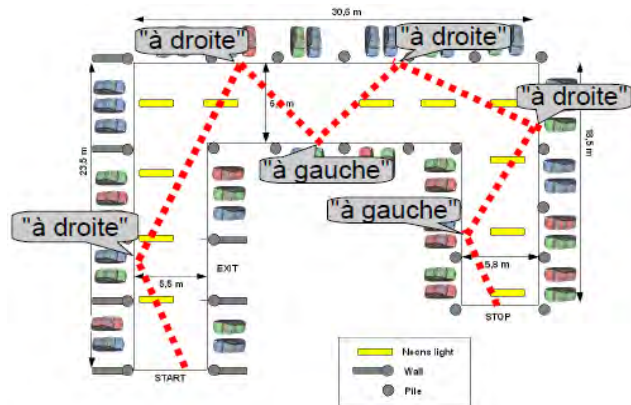 30,6 m
"à droite"
"à droite"
"à droite"
23,5 m
18,5 m
"à gauche"
"à gauche"
"à droite"
EXIT
5,5 m
5,8 m
STOP
START
Neons light
Wall
Pile